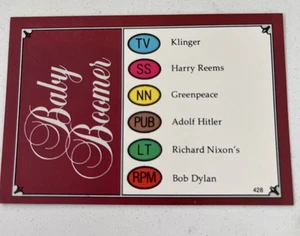 Baby
Boomer
TV Klinger
SS Harry Reems
NN Greenpeace
PUB Adolf Hitler
LT Richard Nixon's
RPM Bob Dylan
428